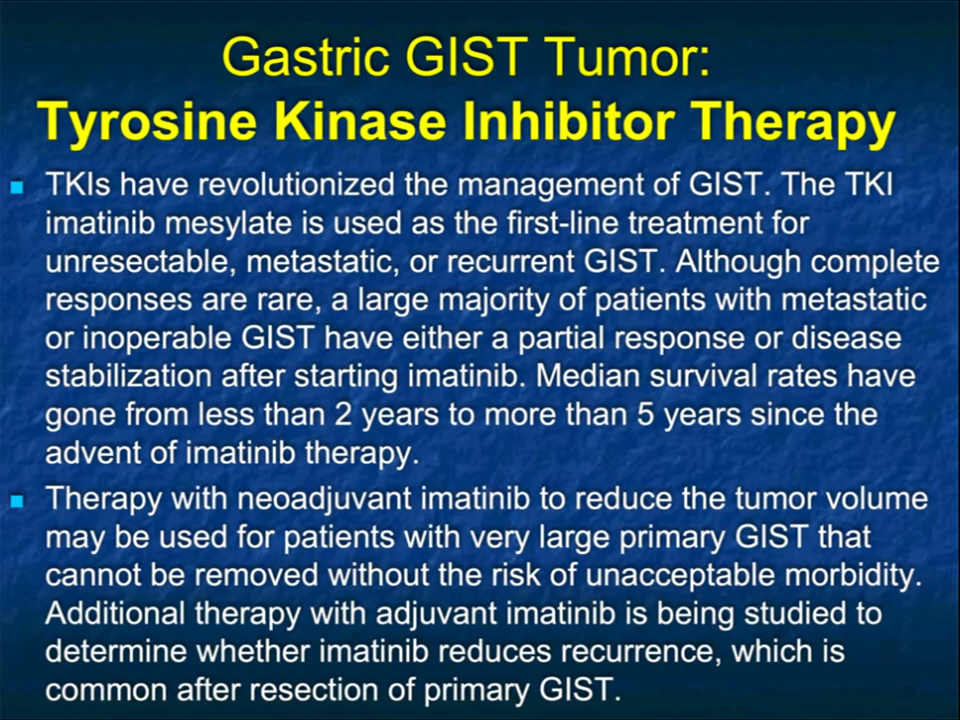 Gastric GIST Tumor:
Tyrosine Kinase Inhibitor Therapy
TKIs have revolutionized the management of GIST. The TKI
imatinib mesylate is used as the first-line treatment for
unresectable, metastatic, or recurrent GIST. Although complete
responses are rare, a large majority of patients with metastatic
or inoperable GIST have either a partial response or disease
stabilization after starting imatinib. Median survival rates have
gone from less than 2 years to more than 5 years since the
advent of imatinib therapy.
Therapy with neoadjuvant imatinib to reduce the tumor volume
may be used for patients with very large primary GIST that
cannot be removed without the risk of unacceptable morbidity.
Additional therapy with adjuvant imatinib is being studied to
determine whether imatinib reduces recurrence, which is
common after resection of primary GIST.